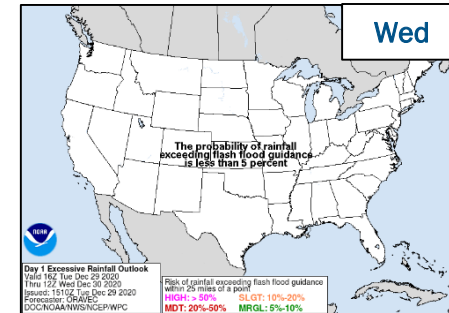 Wed
The probability of rainfall
exceeding flash flood guidance
is less than 5 percent
NOAA
Day 1 Excessive Rainfall Outlook
Valid 16Z Tue Dec 29 2020
Thru 12Z Wed Dec 30 2020
Issued: 1510Z Tue Dec 29 2020
Forecaster: ORAVEC
DOC/NOAA/NWS/NCEP/WPC
Risk of rainfall exceeding flash flood guidance
within 25 miles of a point
HIGH: > 50% SLGT: 10%-20%
MDT: 20%-50% MRGL: 5%-10%